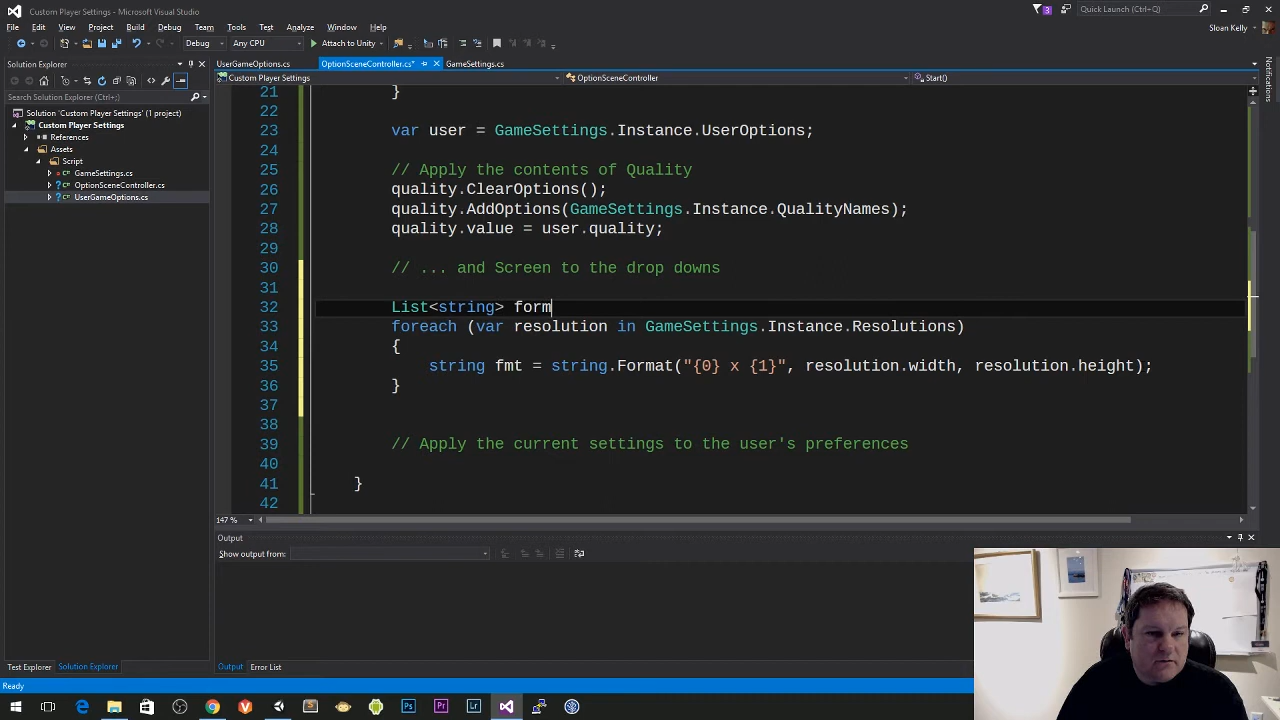 Custom Player Settings - Microsoft Visual Studio
3
Quick Launch (Ctrl+Q)
File Edit View Project Build Debug Team Tools Test Analyze Window Help
Sloan Kelly
Debug Any CPU Attach to Unity
Solution Explorer
UserGameOptions.cs OptionSceneController.cs* GameSettings.cs
Custom Player Settings OptionSceneController Start()
Search Solution Explorer (Ctrl+;)
Solution 'Custom Player Settings' (1 project)
Custom Player Settings
References
Assets
Script
GameSettings.cs
OptionSceneController.cs
UserGameOptions.cs
Notifications
21 }
22
23 var user = GameSettings.Instance.UserOptions;
24
25 // Apply the contents of Quality
26 quality.ClearOptions();
27 quality.AddOptions(GameSettings.Instance.QualityNames);
28 quality.value = user.quality;
29
30 // ... and Screen to the drop downs
31
32 List<string> form
33 foreach (var resolution in GameSettings.Instance.Resolutions)
34 {
35 string fmt = string.Format("{0} x {1}", resolution.width, resolution.height);
36 }
37
38
39 // Apply the current settings to the user's preferences
40
41 }
42
147 %
Output
Show output from:
Test Explorer Solution Explorer
Output Error List
Ready
Ps Pr Lr